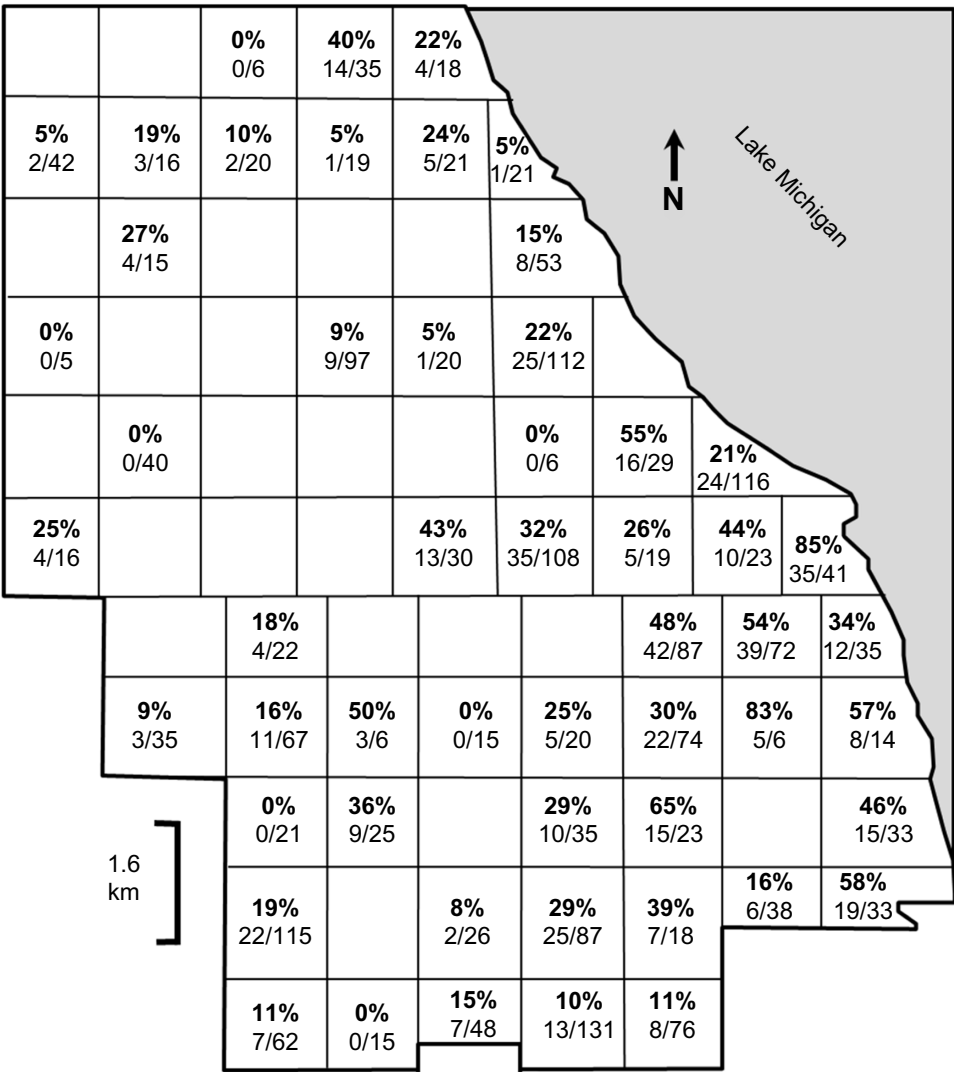 0% 40% 22%
0/6 14/35 4/18
5% 19% 10% 5% 24% 5%
2/42 3/16 2/20 1/19 5/21 1/21
N
Lake Michigan
27% 15%
4/15 8/53
0% 9% 5% 22%
0/5 9/97 1/20 25/112
0% 0% 55% 21%
0/40 0/6 16/29 24/116
25% 43% 32% 26% 44% 85%
4/16 13/30 35/108 5/19 10/23 35/41
18% 48% 54% 34%
4/22 42/87 39/72 12/35
9% 16% 50% 0% 25% 30% 83% 57%
3/35 11/67 3/6 0/15 5/20 22/74 5/6 8/14
0% 36% 29% 65% 46%
0/21 9/25 10/35 15/23 15/33
1.6
km
19% 8% 29% 39% 16% 58%
22/115 2/26 25/87 7/18 6/38 19/33
11% 0% 15% 10% 11%
7/62 0/15 7/48 13/131 8/76